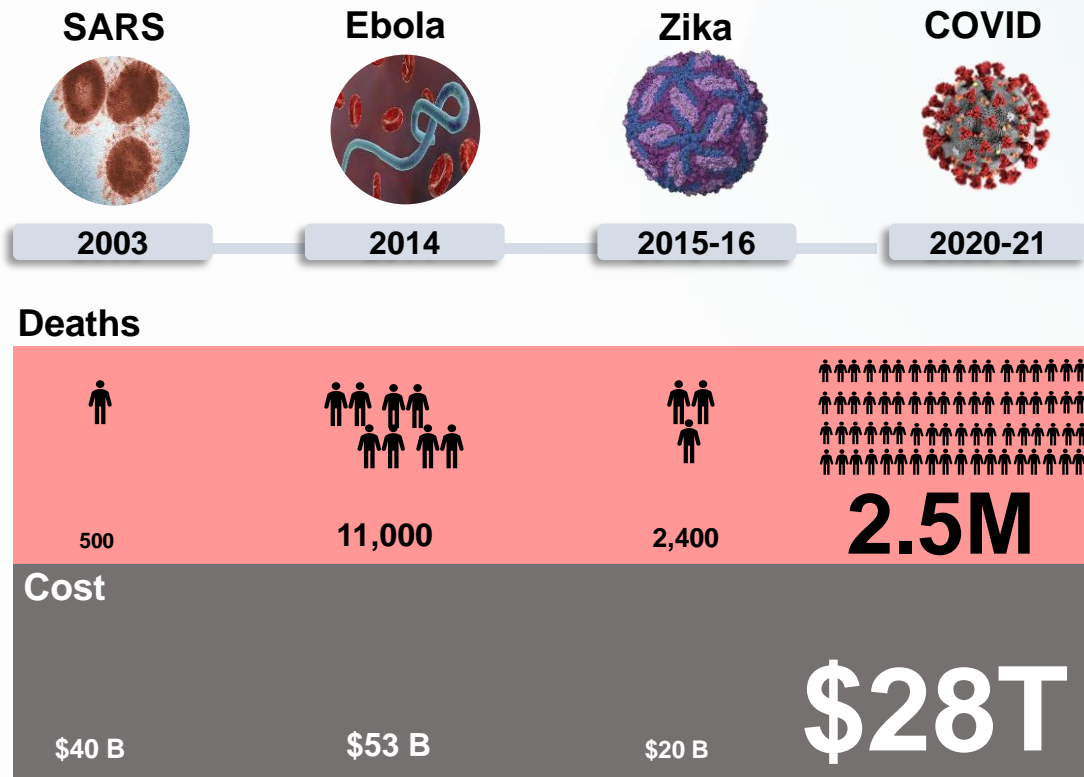 SARS Ebola Zika COVID
2003 2014 2015-16 2020-21
Deaths
500 11,000 2,400 2.5M
Cost
$40 B $53 B $20 B $28T